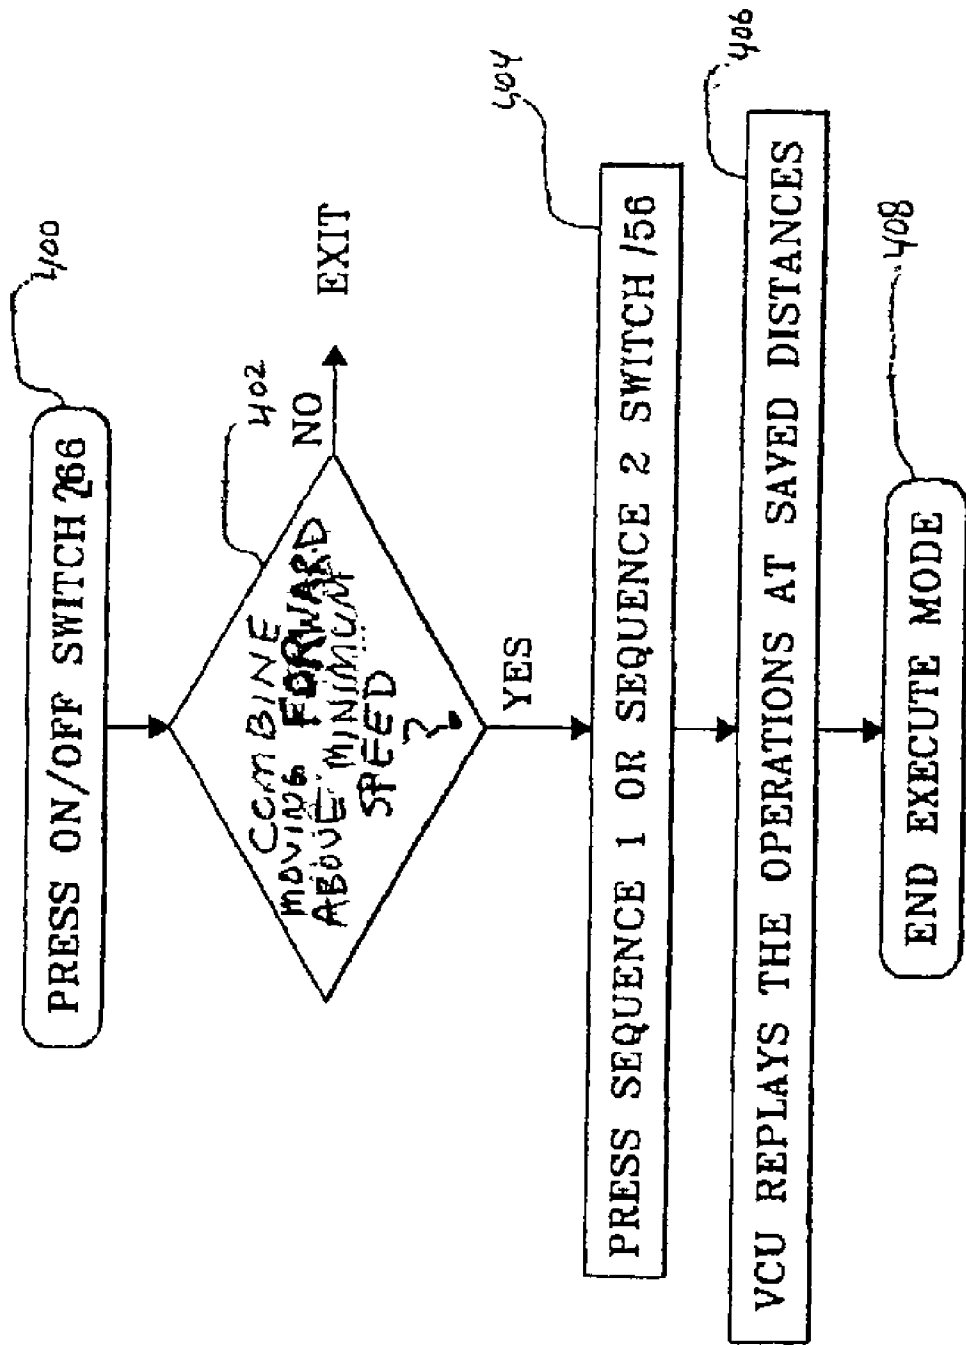 400
PRESS ON/OFF SWITCH 266
402
COMBINE
MOVING FORWARD
ABOVE MINIMUM
SPEED
?
NO
EXIT
YES
404
PRESS SEQUENCE 1 OR SEQUENCE 2 SWITCH 156
406
VCU REPLAYS THE OPERATIONS AT SAVED DISTANCES
408
END EXECUTE MODE